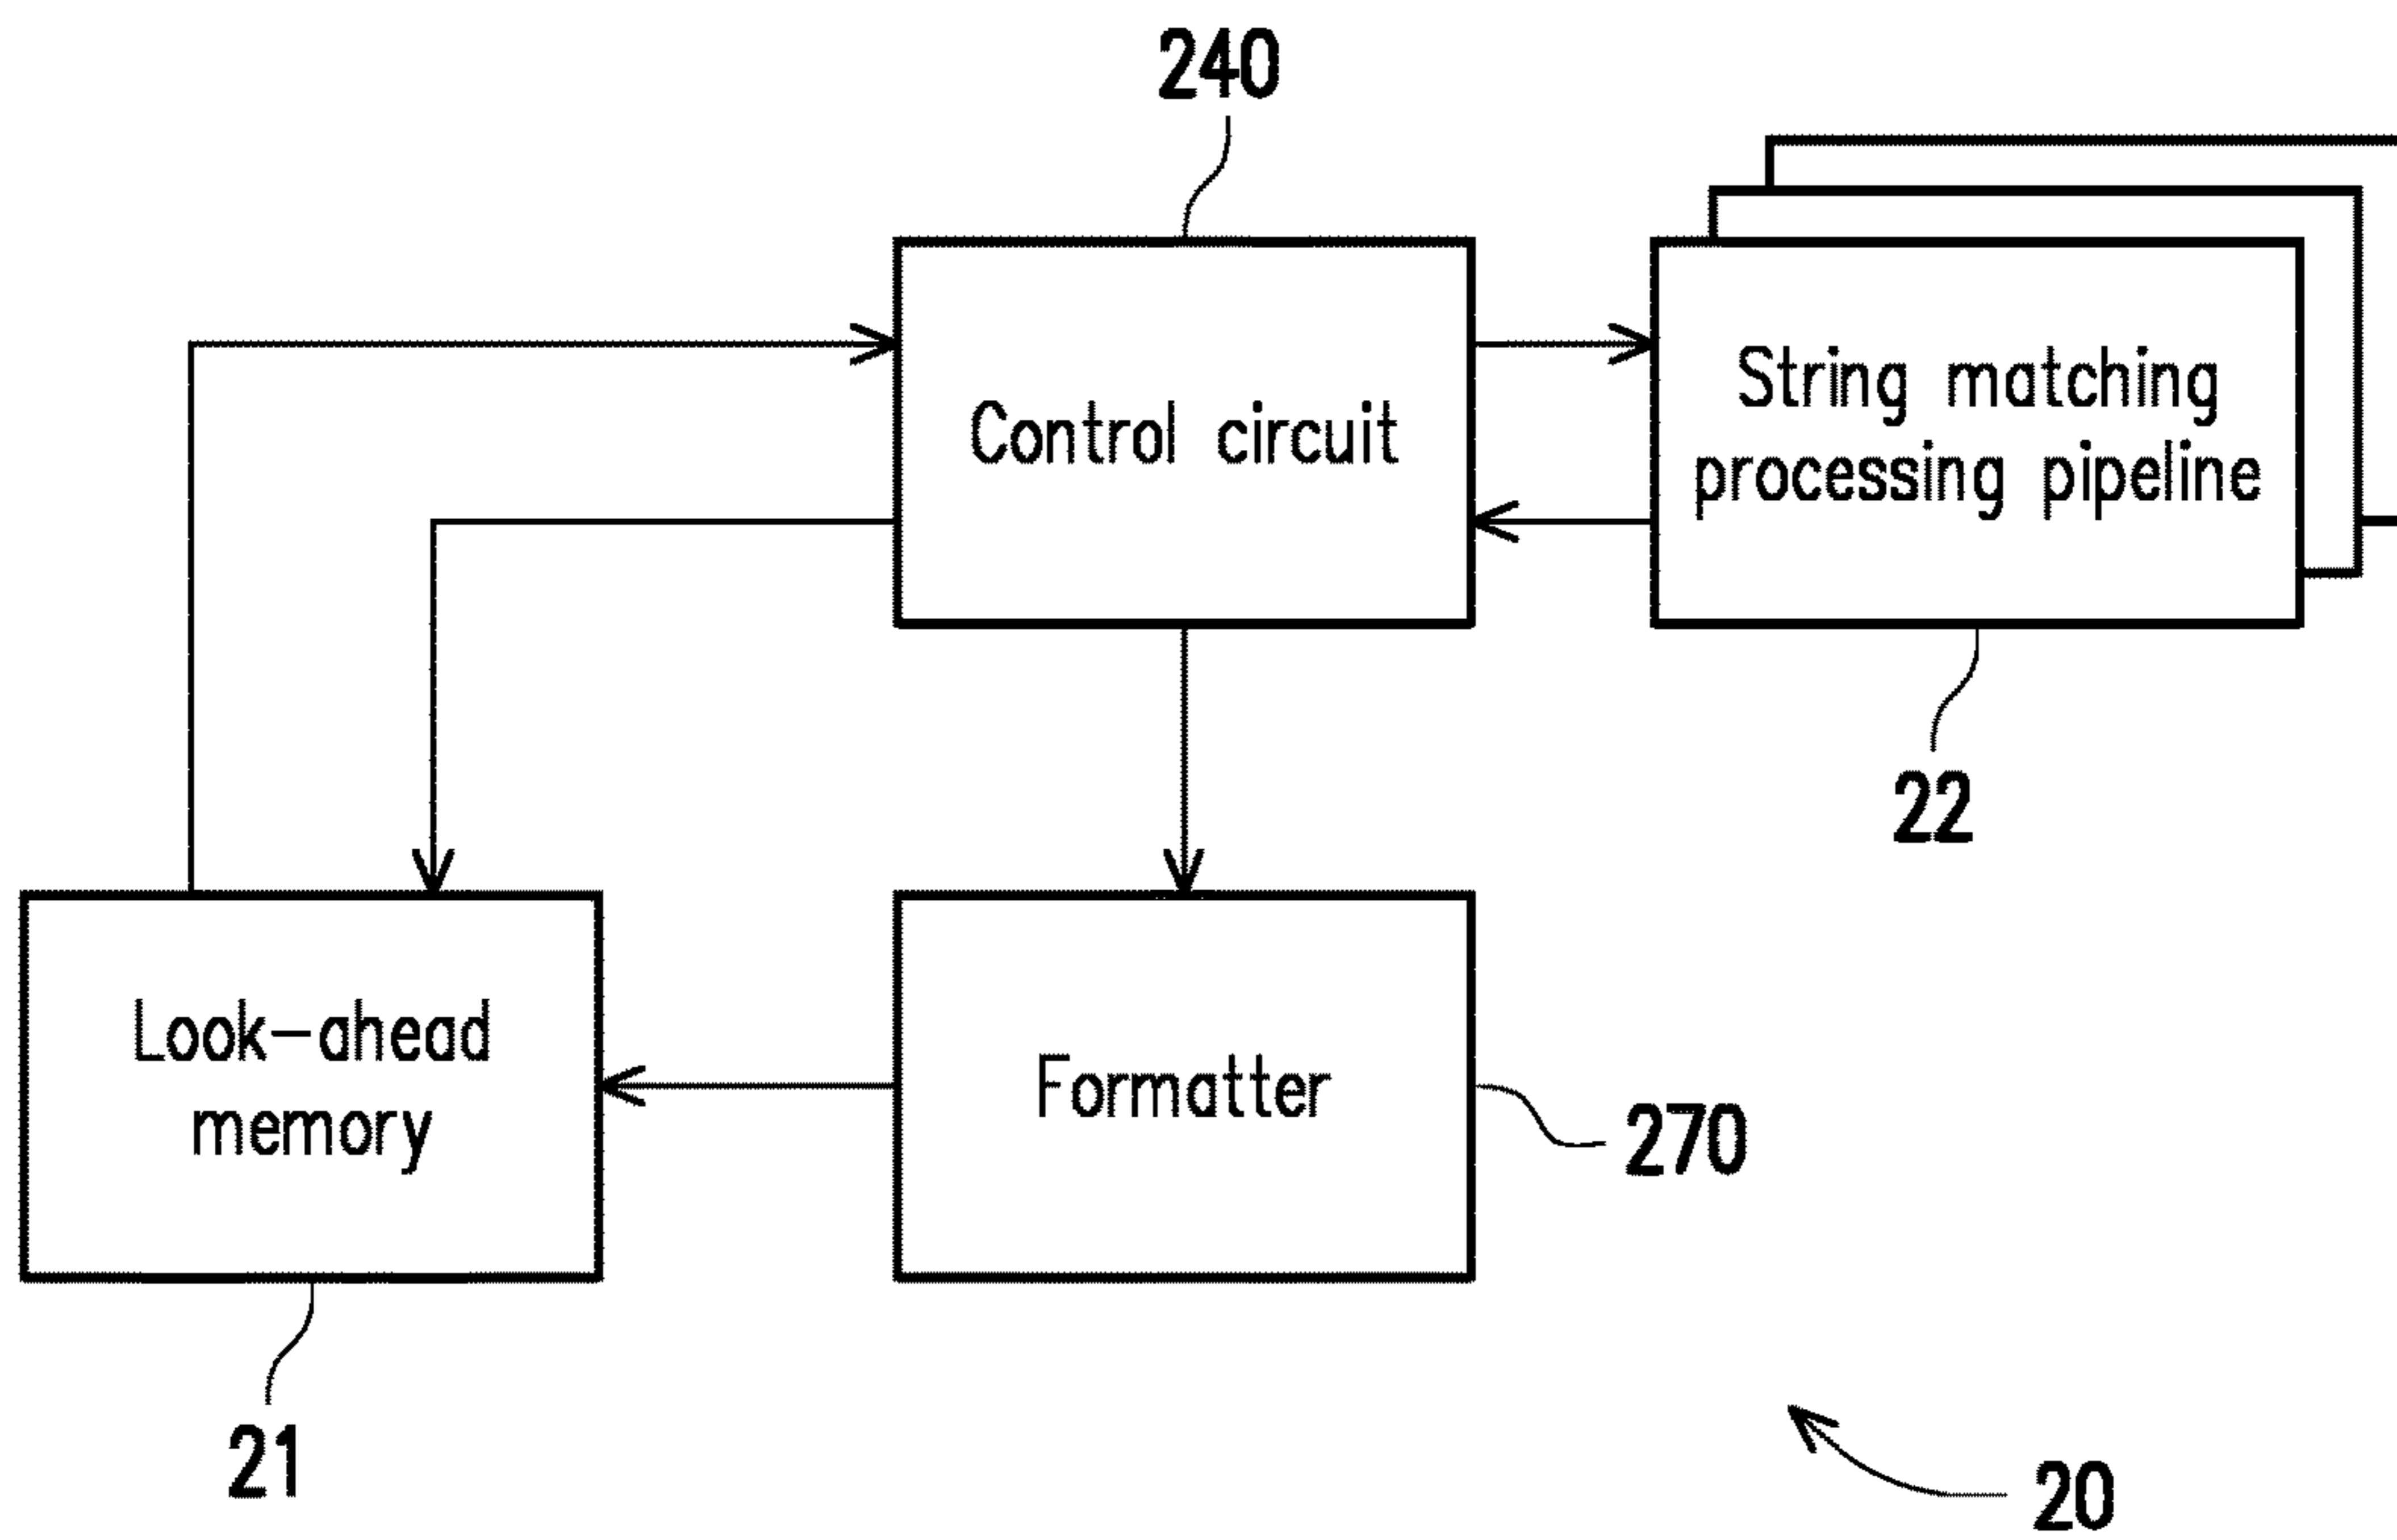 240
Control circuit
String matching
processing pipeline
22
Look-ahead
memory
Formatter
270
21
20